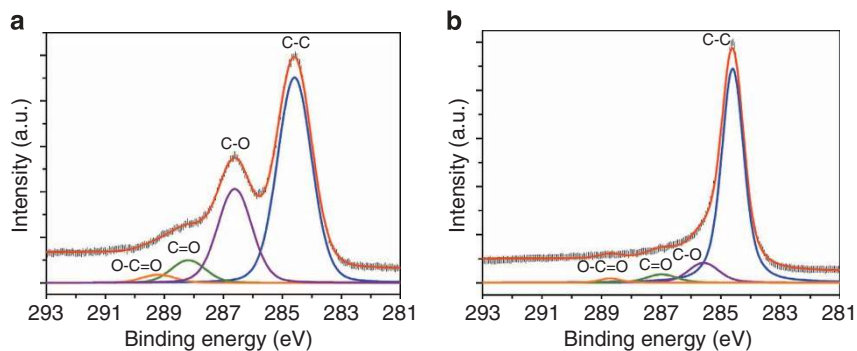 a
C-C
C-O
C=O
O-C=O
Intensity (a.u.)
293 291 289 287 285 283 281
Binding energy (eV)
b
C-C
C-O
C=O
O-C=O
Intensity (a.u.)
293 291 289 287 285 283 281
Binding energy (eV)